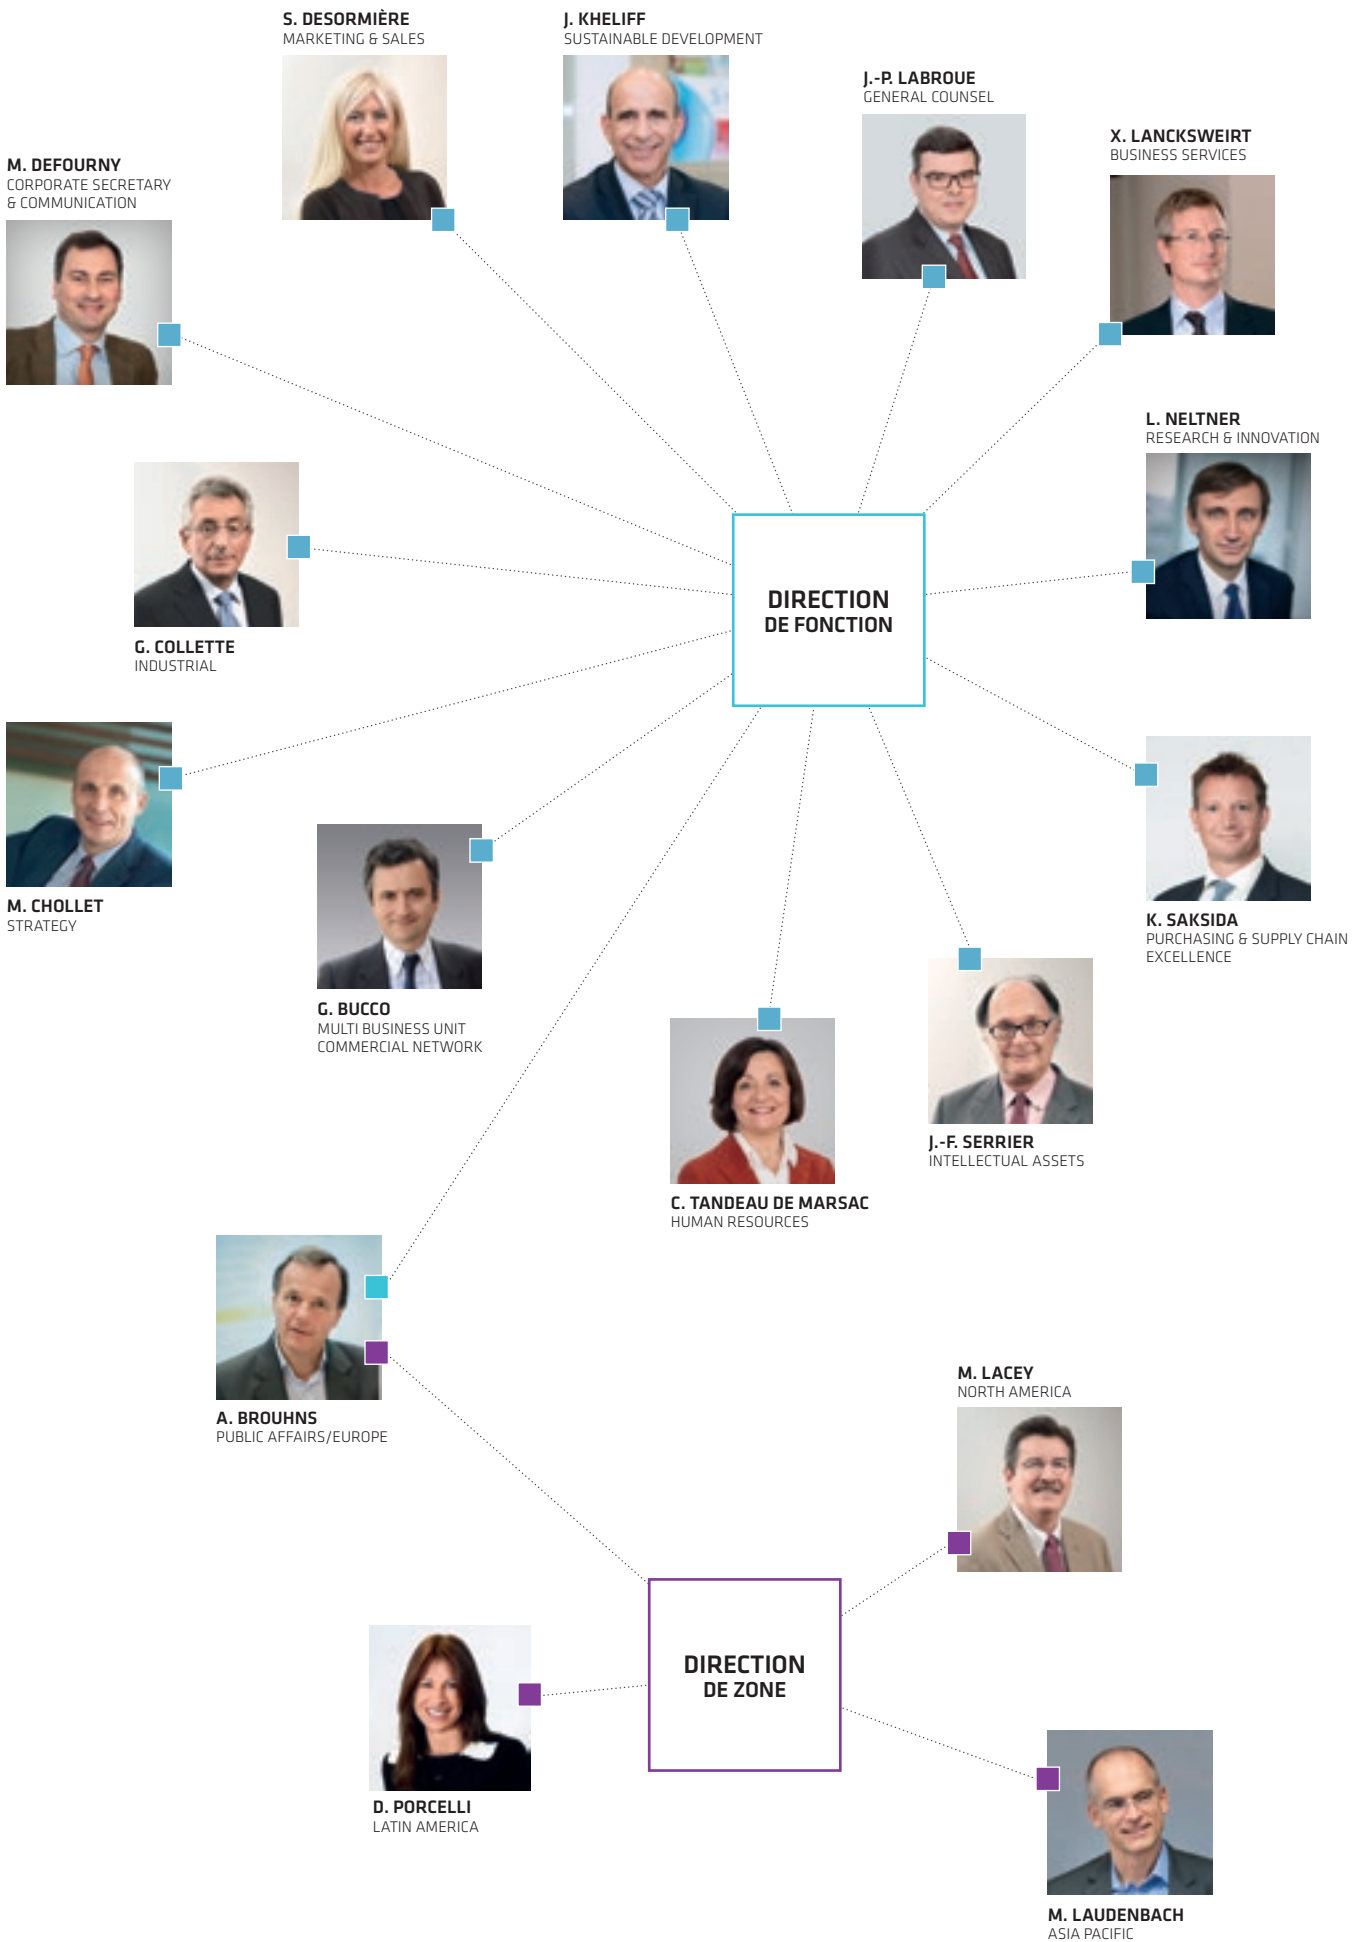 S. DESORMIÈRE
MARKETING & SALES
J. KHELIFF
SUSTAINABLE DEVELOPMENT
J.-P. LABROUE
GENERAL COUNSEL
X. LANCKSWEIRT
BUSINESS SERVICES
M. DEFOURNY
CORPORATE SECRETARY
& COMMUNICATION
L. NELTNER
RESEARCH & INNOVATION
DIRECTION
DE FONCTION
G. COLLETTE
INDUSTRIAL
M. CHOLLET
STRATEGY
K. SAKSIDA
PURCHASING & SUPPLY CHAIN
EXCELLENCE
G. BUCCO
MULTI BUSINESS UNIT
COMMERCIAL NETWORK
J.-F. SERRIER
INTELLECTUAL ASSETS
C. TANDEAU DE MARSAC
HUMAN RESOURCES
A. BROUHNS
PUBLIC AFFAIRS/EUROPE
M. LACEY
NORTH AMERICA
DIRECTION
DE ZONE
D. PORCELLI
LATIN AMERICA
M. LAUDENBACH
ASIA PACIFIC